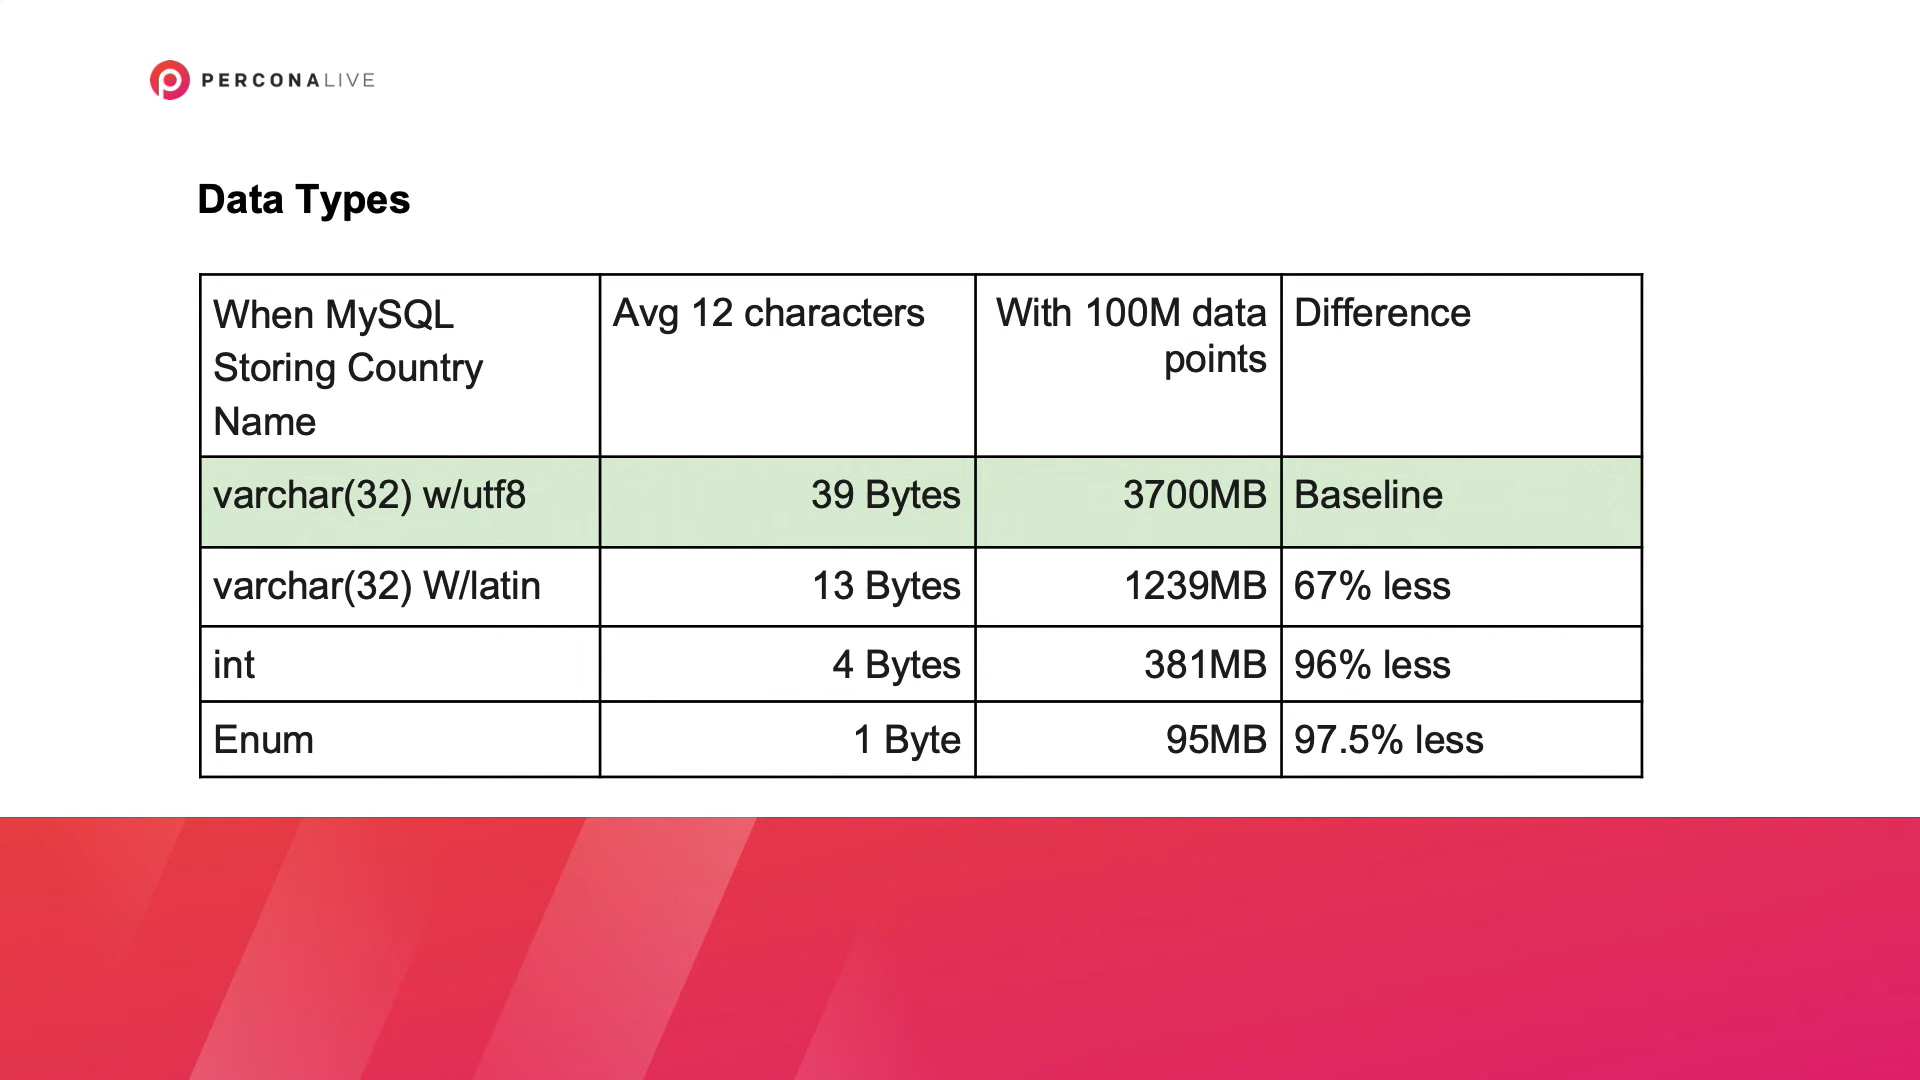 PERCONALIVE
Data Types
When MySQL
Storing Country
Name
Avg 12 characters
With 100M data
points
Difference
varchar(32) w/utf8
39 Bytes
3700MB
Baseline
varchar(32) W/latin
13 Bytes
1239MB
67% less
int
4 Bytes
381MB
96% less
Enum
1 Byte
95MB
97.5% less